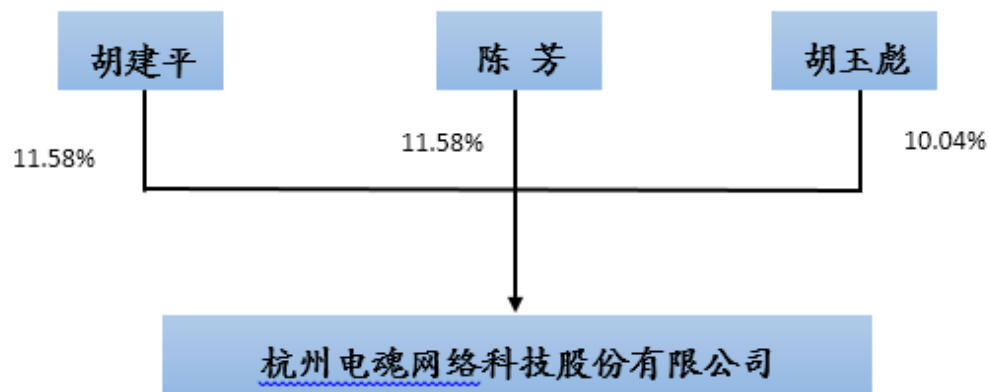 胡建平
陈 芳
胡玉彪
11.58%
11.58%
10.04%
杭州电魂网络科技股份有限公司